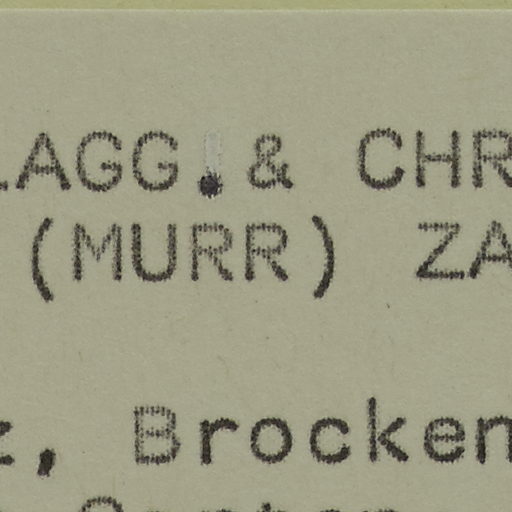 LAGG. & CHR
(MURR) ZA
z, Brocken